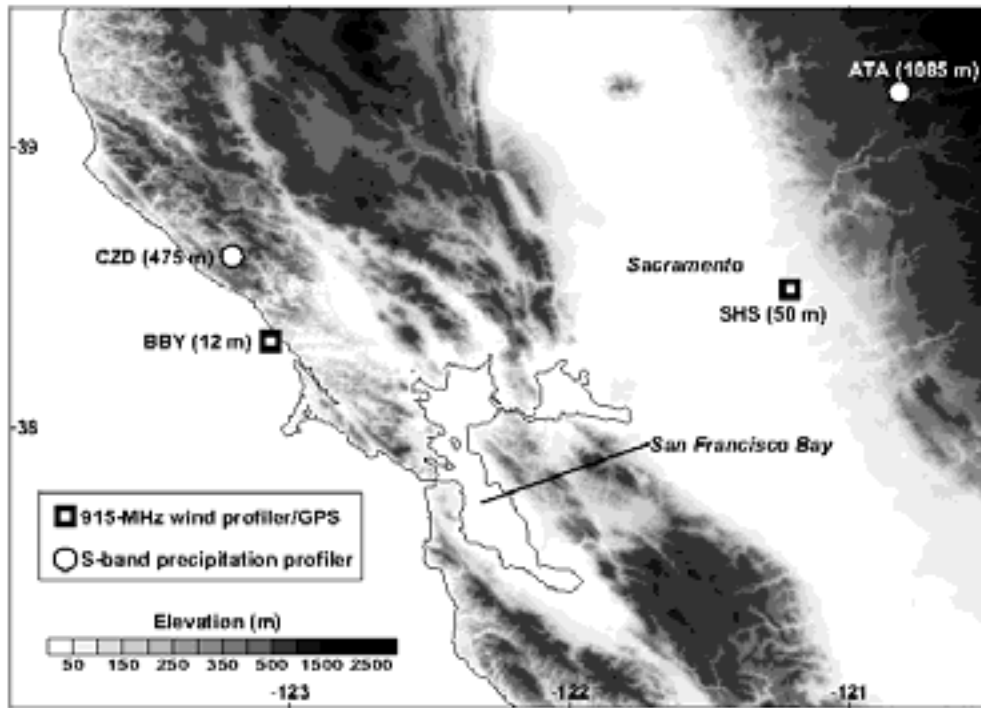 ATA (1085 m)
-39
CZD (475 m)
Sacramento
SHS (50 m)
BBY (12 m)
-38
San Francisco Bay
915-MHz wind profiler/GPS
S-band precipitation profiler
Elevation (m)
50 150 250 350 500 1500 2500
-123 -122 -121